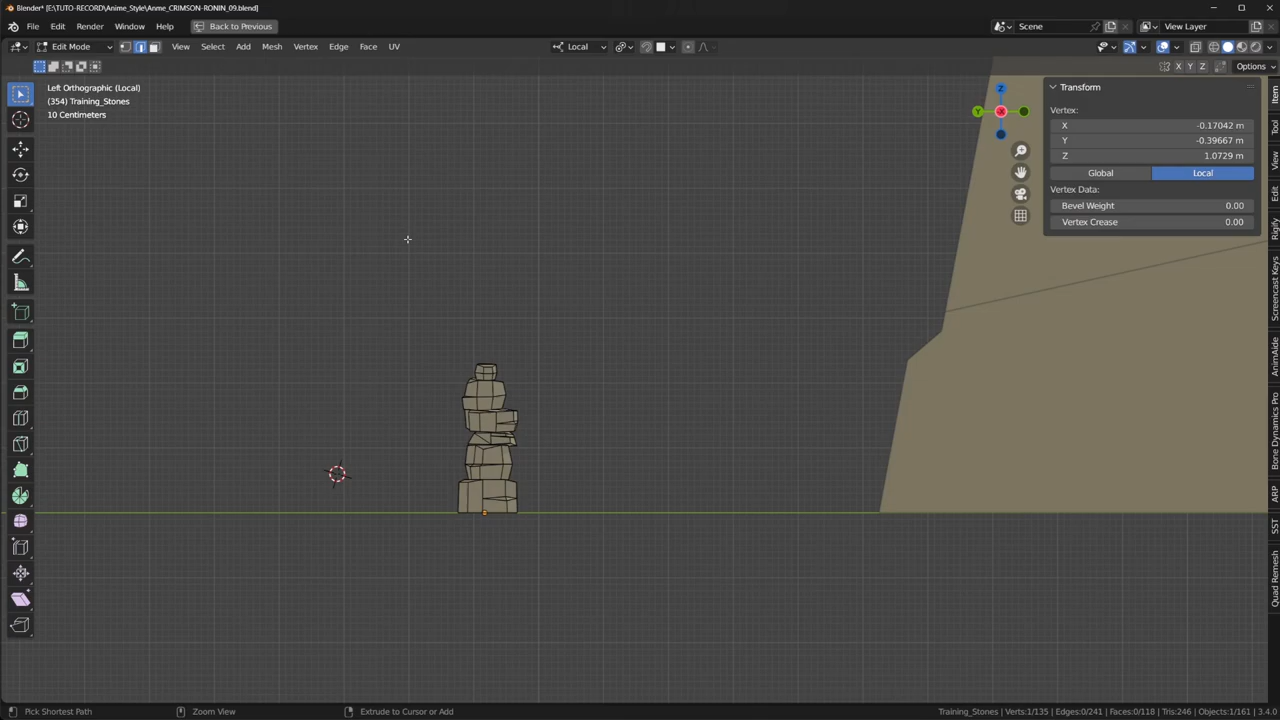 Blender* [E:\TUTO-RECORD\Anime_Style\Anme_CRIMSON-RONIN_09.blend]
File Edit Render Window Help Back to Previous Scene View Layer
Edit Mode View Select Add Mesh Vertex Edge Face UV Local
X Y Z Options
Left Orthographic (Local)
(354) Training_Stones
10 Centimeters
Z
Y
X
Transform
Vertex:
X -0.17042 m
Y -0.39667 m
Z 1.0729 m
Global Local
Vertex Data:
Bevel Weight 0.00
Vertex Crease 0.00
Item
Tool
View
Edit
Rigify
Screencast Keys
AnimAide
Bone Dynamics Pro
ARP
SST
Quad Remesh
Pick Shortest Path Zoom View Extrude to Cursor or Add Training_Stones | Verts:1/135 | Edges:0/241 | Faces:0/118 | Tris:246 | Objects:1/161 | 3.4.0